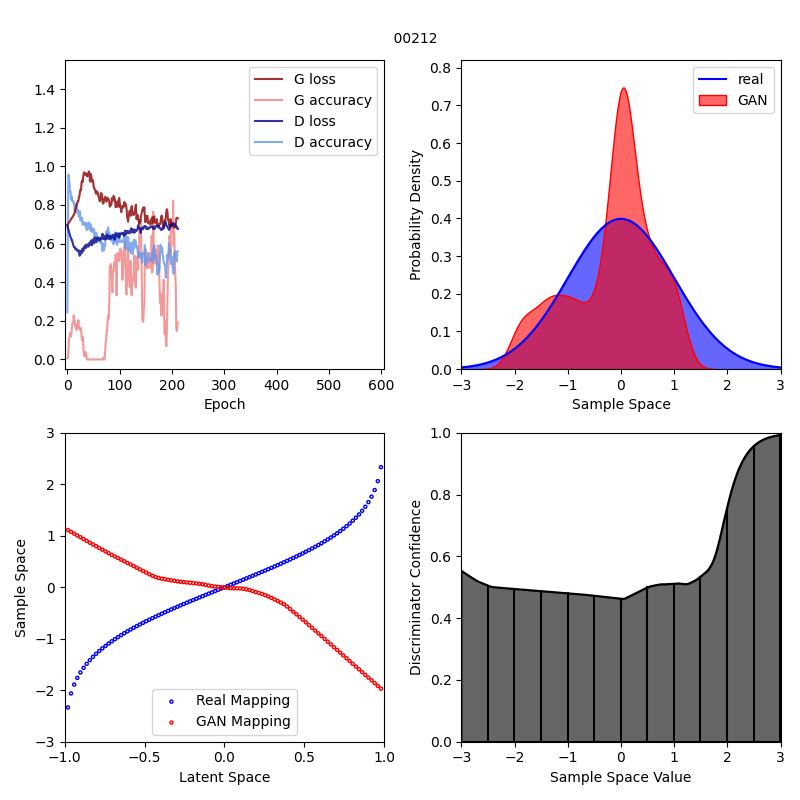 00212
1.4
1.2
1.0
0.8
0.6
0.4
0.2
0.0
0 100 200 300 400 500 600
Epoch
G loss
G accuracy
D loss
D accuracy
0.8
0.7
0.6
0.5
0.4
0.3
0.2
0.1
0.0
−3 −2 −1 0 1 2 3
Sample Space
Probability Density
real
GAN
3
2
1
0
−1
−2
−3
−1.0 −0.5 0.0 0.5 1.0
Latent Space
Sample Space
Real Mapping
GAN Mapping
1.0
0.8
0.6
0.4
0.2
0.0
−3 −2 −1 0 1 2 3
Sample Space Value
Discriminator Confidence